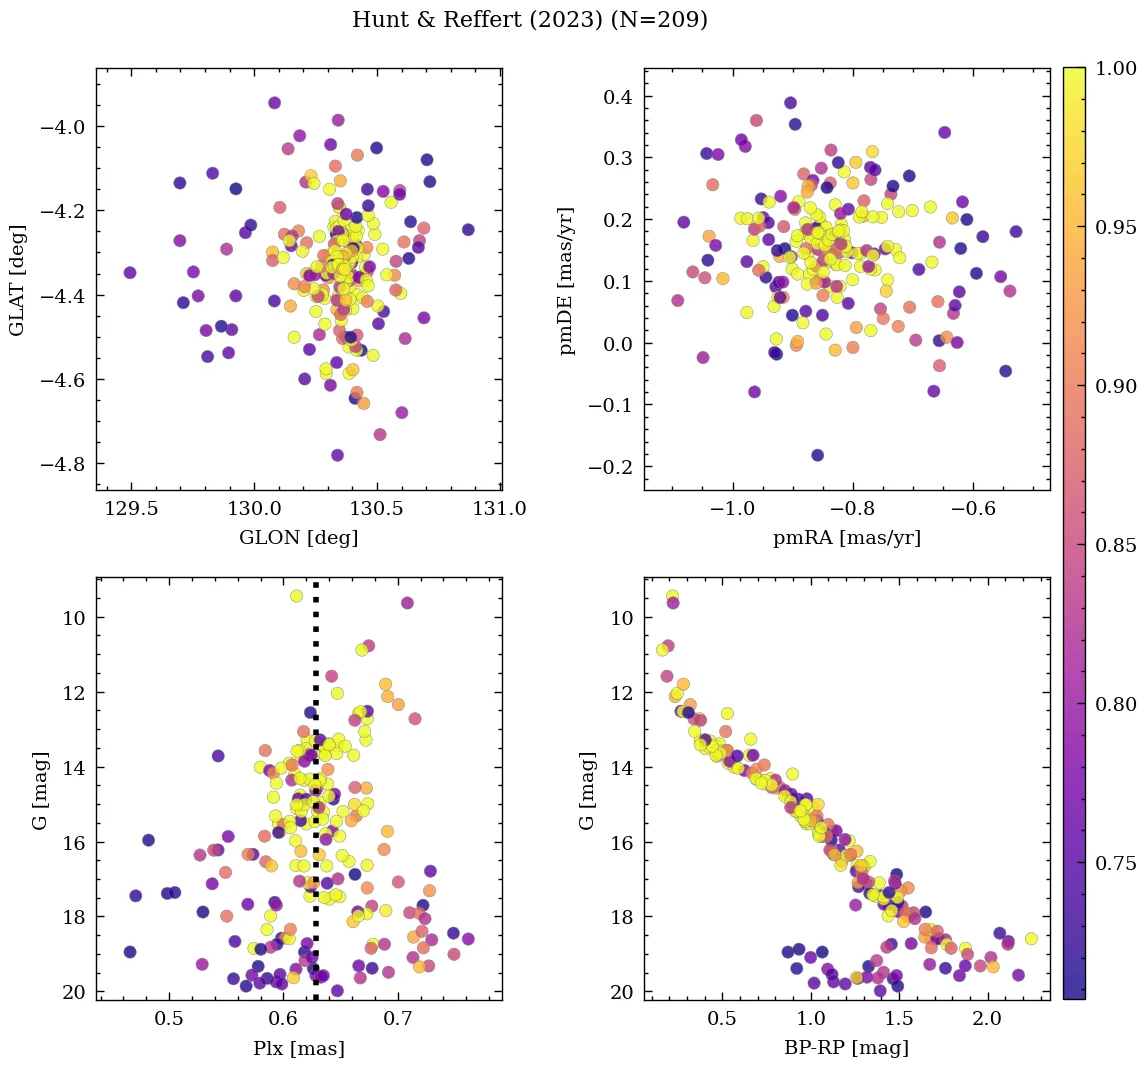 Hunt & Reffert (2023) (N=209)
−4.0
−4.2
−4.4
−4.6
−4.8
GLAT [deg]
129.5 130.0 130.5 131.0
GLON [deg]
0.4
0.3
0.2
0.1
0.0
−0.1
−0.2
pmDE [mas/yr]
−1.0 −0.8 −0.6
pmRA [mas/yr]
1.00
0.95
0.90
0.85
0.80
0.75
10
12
14
16
18
20
G [mag]
0.5 0.6 0.7
Plx [mas]
10
12
14
16
18
20
G [mag]
0.5 1.0 1.5 2.0
BP-RP [mag]